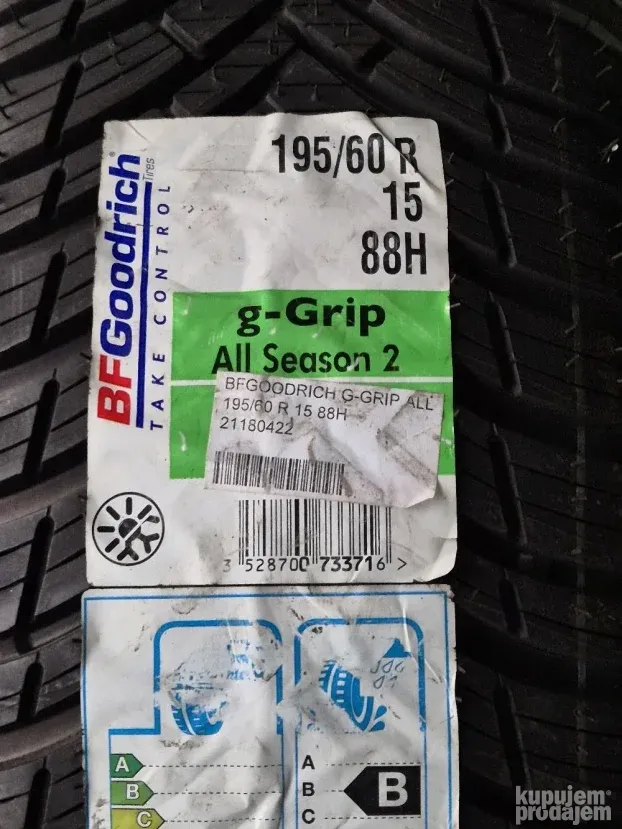 195/60 R
15
88H
BFGoodrich
Tires
TAKE CONTROL
g-Grip
All Season 2
BFGOODRICH G-GRIP ALL
195/60 R 15 88H
21180422
3 528700 733716 >
A
B
C
A
B
C
B
kupujem
prodajem